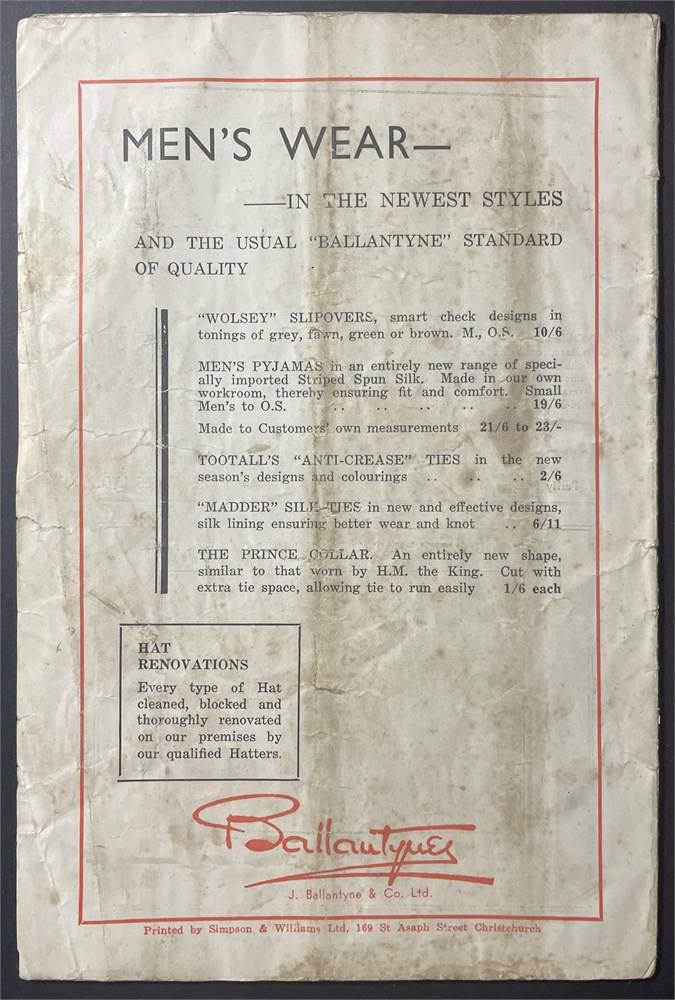 MEN'S WEAR—
—IN THE NEWEST STYLES
AND THE USUAL "BALLANTYNE" STANDARD
OF QUALITY
"WOLSEY" SLIPOVERS, smart check designs in
tonings of grey, fawn, green or brown. M., O.S. 10/6
MEN'S PYJAMAS in an entirely new range of speci-
ally imported Striped Spun Silk. Made in our own
workroom, thereby ensuring fit and comfort. Small
Men's to O.S. .. .. .. .. .. 19/6
Made to Customers' own measurements 21/6 to 23/-
TOOTALL'S "ANTI-CREASE" TIES in the new
season's designs and colourings .. .. .. 2/6
"MADDER" SILK TIES in new and effective designs,
silk lining ensuring better wear and knot .. 6/11
THE PRINCE COLLAR. An entirely new shape,
similar to that worn by H.M. the King. Cut with
extra tie space, allowing tie to run easily 1/6 each
HAT
RENOVATIONS
Every type of Hat
cleaned, blocked and
thoroughly renovated
on our premises by
our qualified Hatters.
Ballantynes
J. Ballantyne & Co. Ltd.
Printed by Simpson & Williams Ltd, 169 St Asaph Street Christchurch